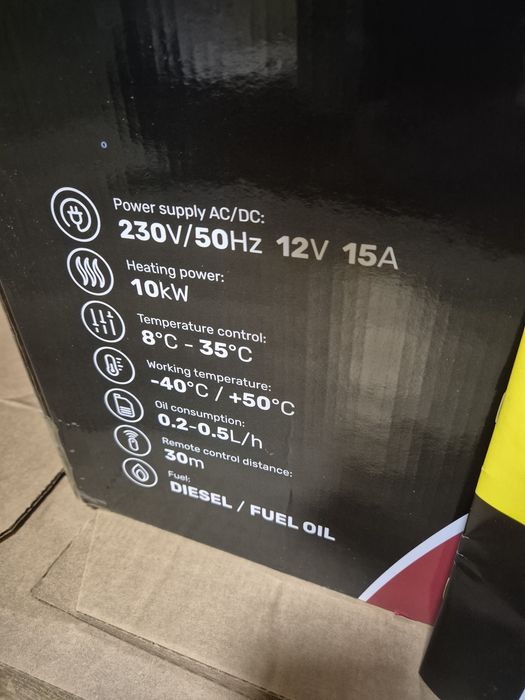 Power supply AC/DC:
230V/50Hz 12V 15A
Heating power:
10kW
Temperature control:
8°C - 35°C
Working temperature:
-40°C / +50°C
Oil consumption:
0.2-0.5L/h
Remote control distance:
30m
Fuel:
DIESEL / FUEL OIL